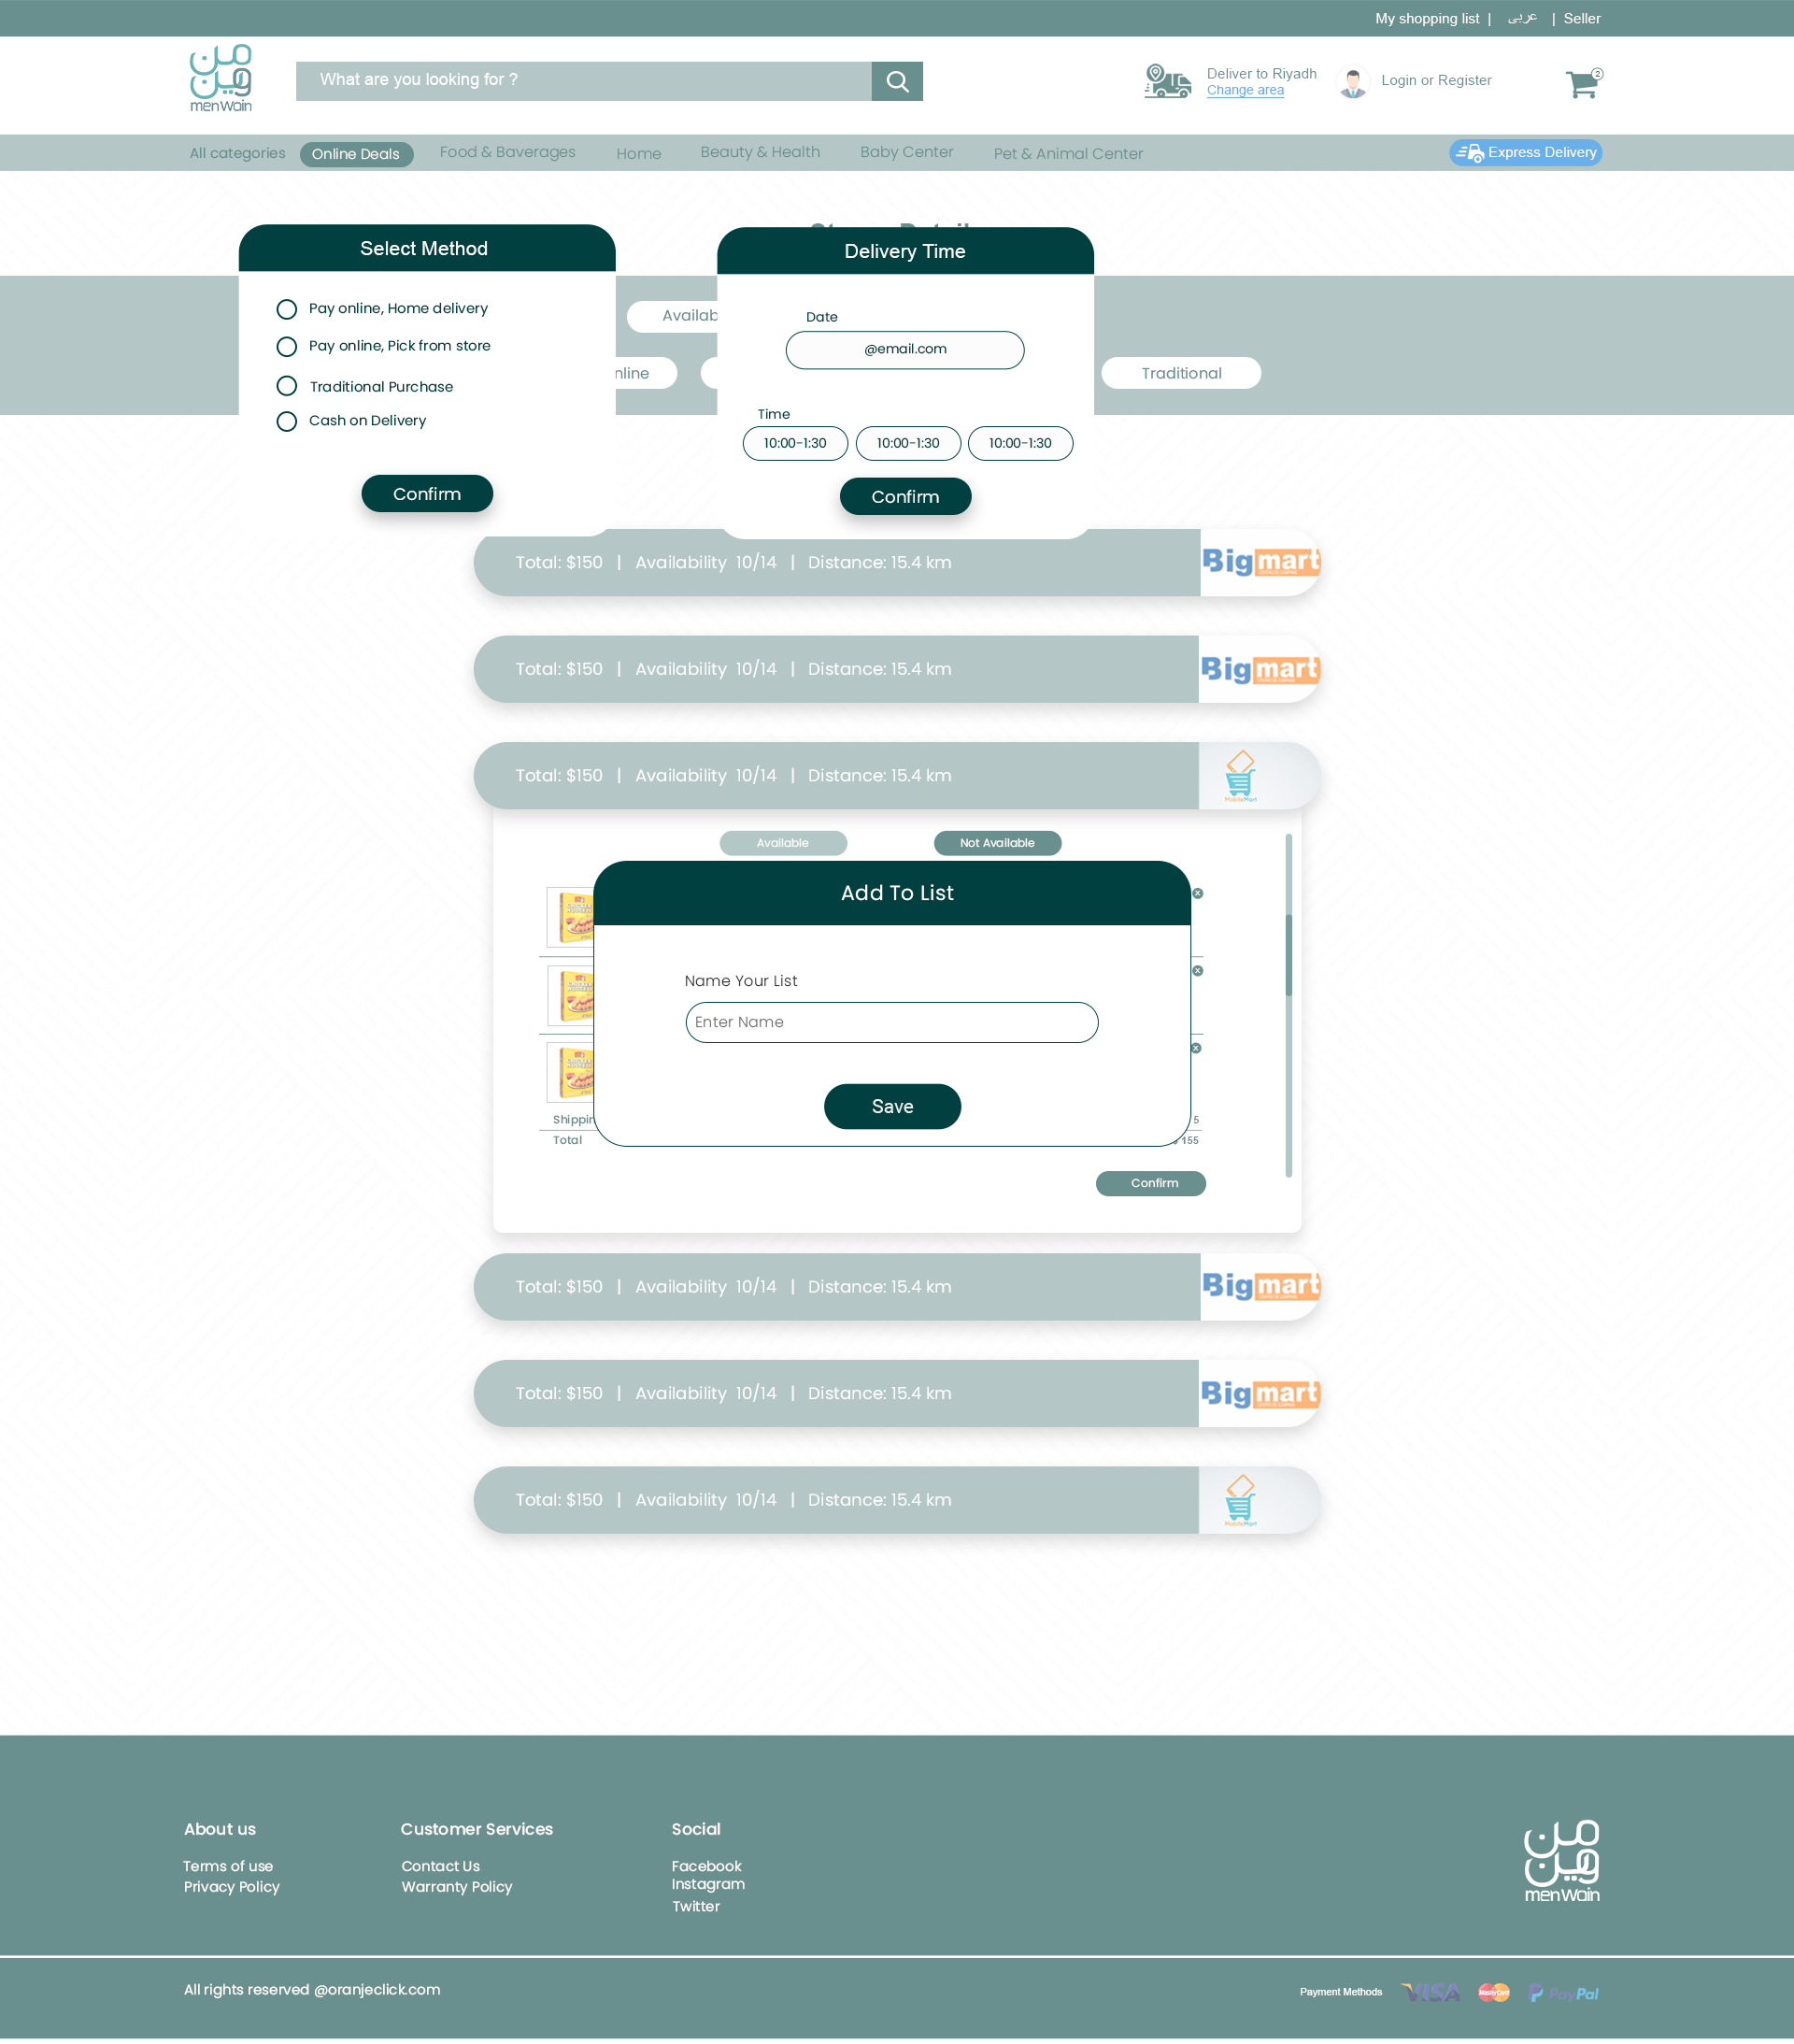 My shopping list | عربى | Seller
من وين
menWain
What are you looking for ?
Deliver to Riyadh
Change area
Login or Register
2
All categories
Online Deals
Food & Baverages
Home
Beauty & Health
Baby Center
Pet & Animal Center
Express Delivery
Select Method
Pay online, Home delivery
Pay online, Pick from store
Traditional Purchase
Cash on Delivery
Confirm
Delivery Time
Date
@email.com
Time
10:00-1:30
10:00-1:30
10:00-1:30
Confirm
Traditional
Total: $150 | Availability 10/14 | Distance: 15.4 km
Bigmart
Total: $150 | Availability 10/14 | Distance: 15.4 km
Bigmart
Total: $150 | Availability 10/14 | Distance: 15.4 km
MobileMart
Available
Not Available
Add To List
Name Your List
Enter Name
Save
Total
155
Confirm
Total: $150 | Availability 10/14 | Distance: 15.4 km
Bigmart
Total: $150 | Availability 10/14 | Distance: 15.4 km
Bigmart
Total: $150 | Availability 10/14 | Distance: 15.4 km
MobileMart
About us
Terms of use
Privacy Policy
Customer Services
Contact Us
Warranty Policy
Social
Facebook
Instagram
Twitter
من وين
menWain
All rights reserved @oranjeclick.com
Payment Methods
VISA
MasterCard
PayPal